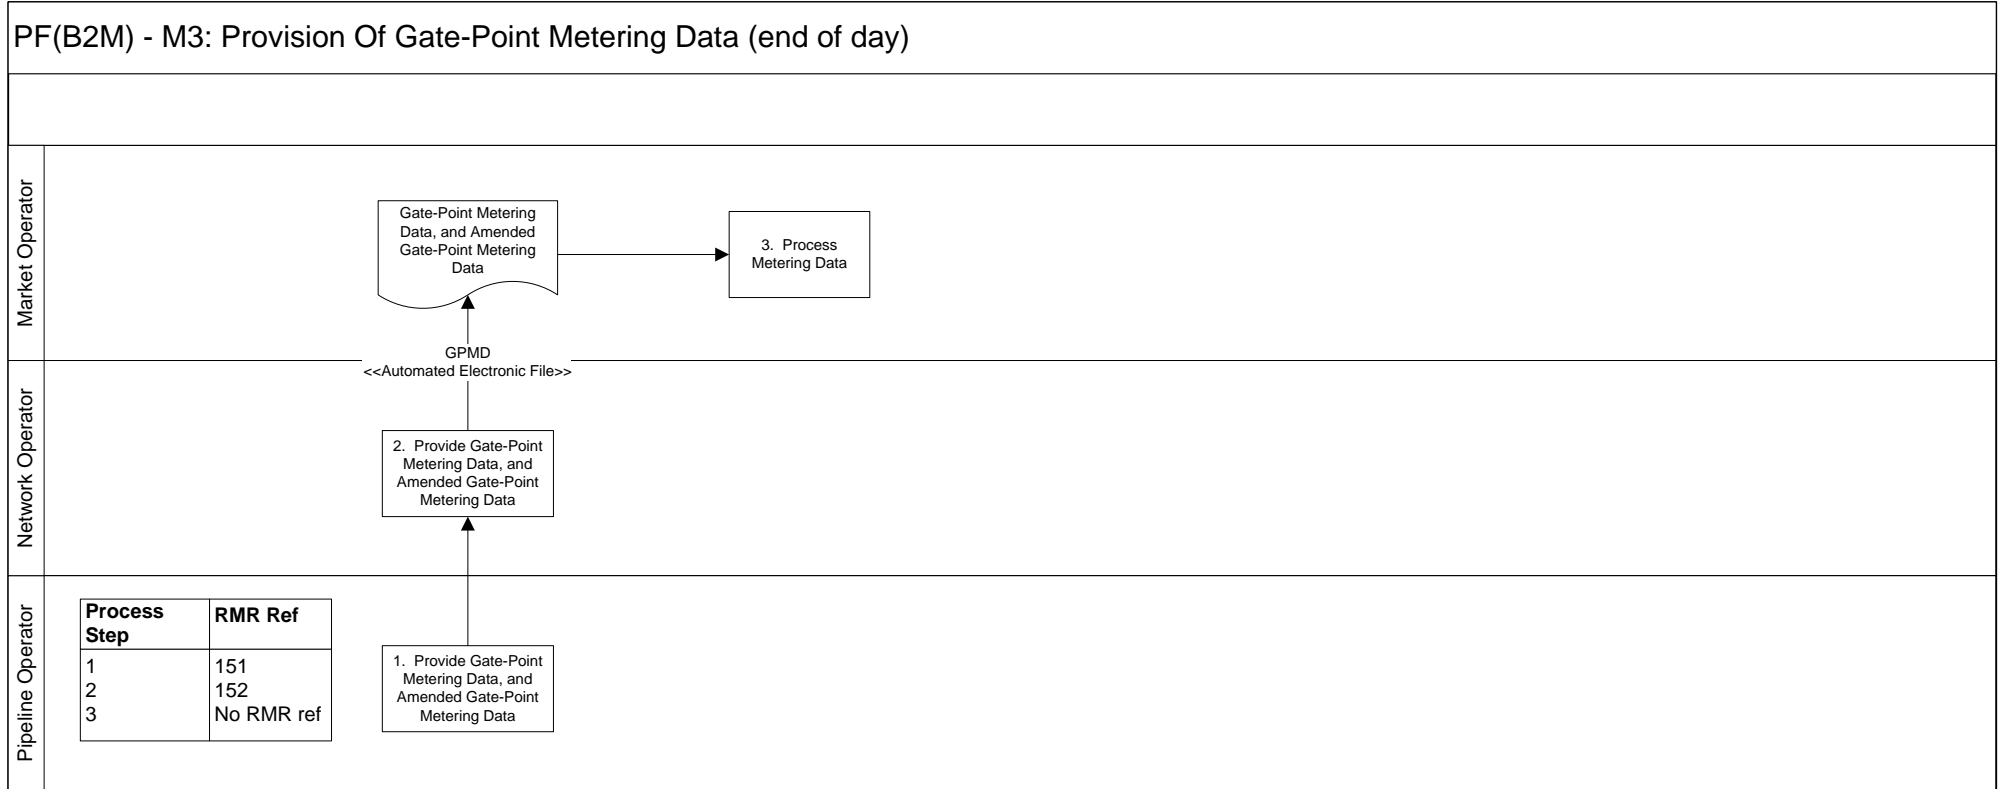 PF(B2M) - M3: Provision Of Gate-Point Metering Data (end of day)
Market Operator
Gate-Point Metering
Data, and Amended
Gate-Point Metering
Data
3. Process
Metering Data
GPMD
<<Automated Electronic File>>
Network Operator
2. Provide Gate-Point
Metering Data, and
Amended Gate-Point
Metering Data
Pipeline Operator
Process Step RMR Ref
1 151
2 152
3 No RMR ref
1. Provide Gate-Point
Metering Data, and
Amended Gate-Point
Metering Data